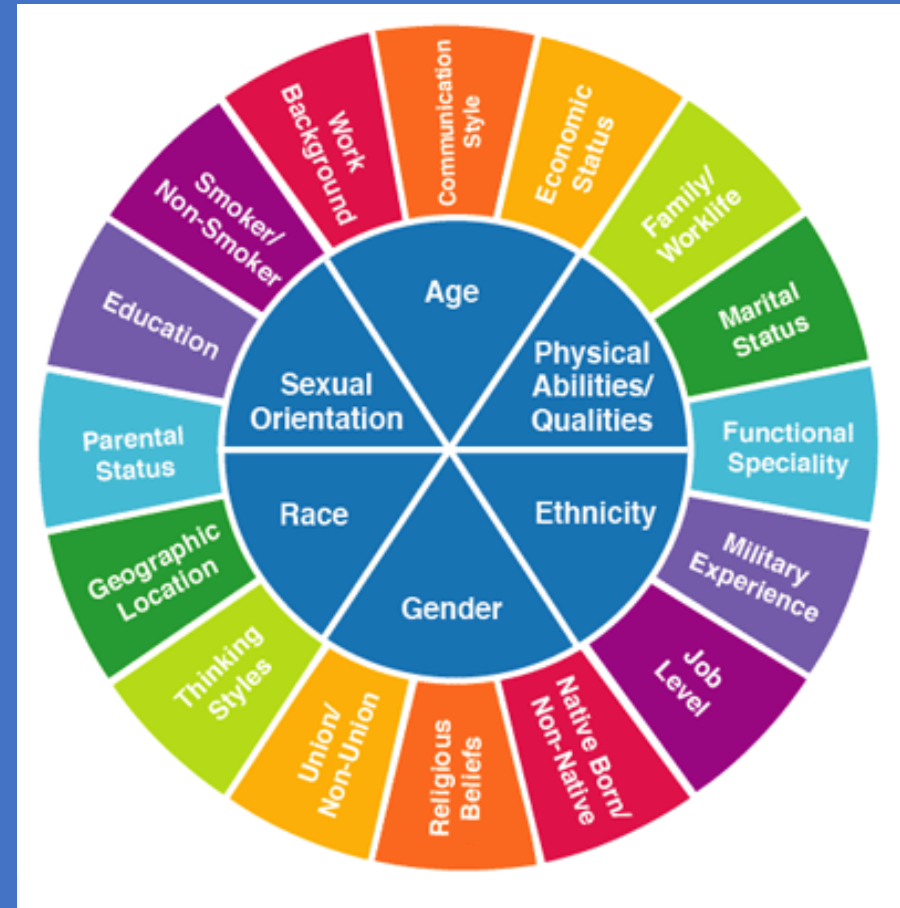 Communication
Style
Economic
Status
Family/
Worklife
Marital
Status
Functional
Speciality
Military
Experience
Job
Level
Native Born/
Non-Native
Religious
Beliefs
Union/
Non-Union
Thinking
Styles
Geographic
Location
Parental
Status
Education
Smoker/
Non-Smoker
Work
Background
Age
Physical
Abilities/
Qualities
Ethnicity
Gender
Race
Sexual
Orientation